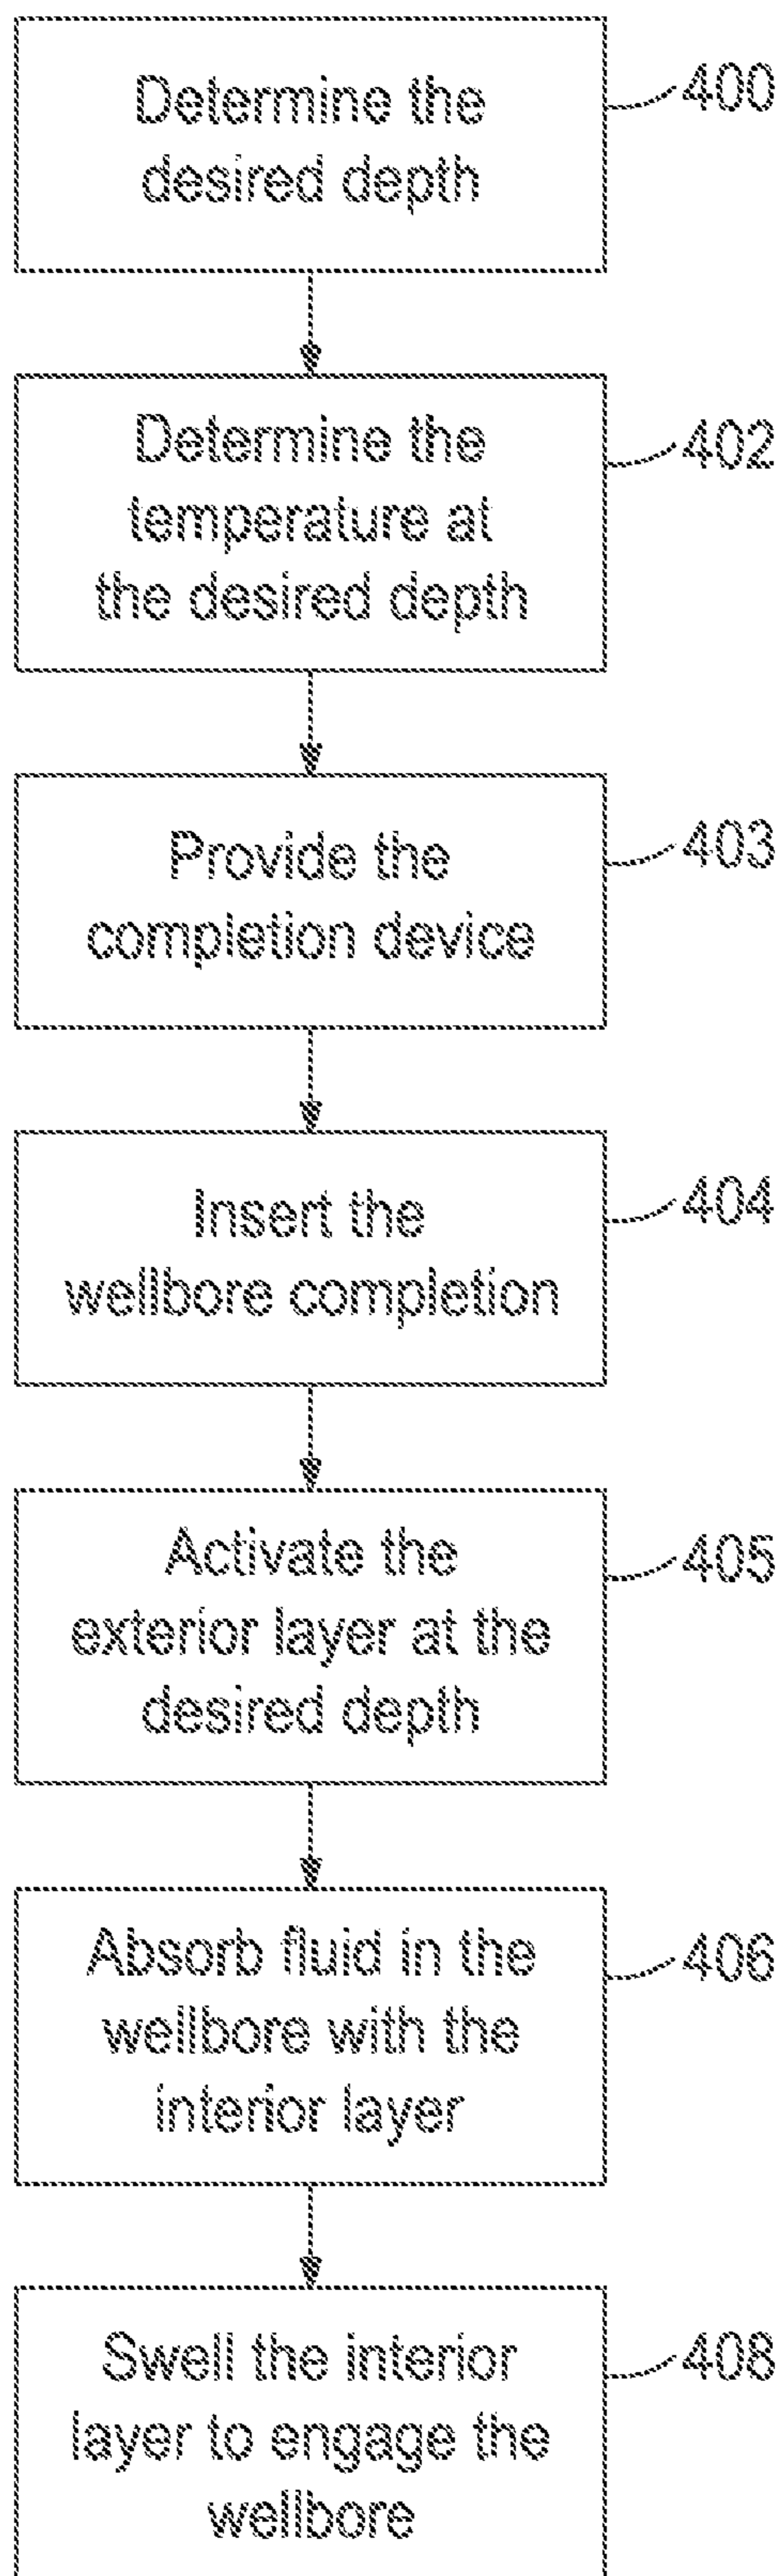 Determine the
desired depth
400
Determine the
temperature at
the desired depth
402
Provide the
completion device
403
Insert the
wellbore completion
404
Activate the
exterior layer at the
desired depth
405
Absorb fluid in the
wellbore with the
interior layer
406
Swell the interior
layer to engage the
wellbore
408